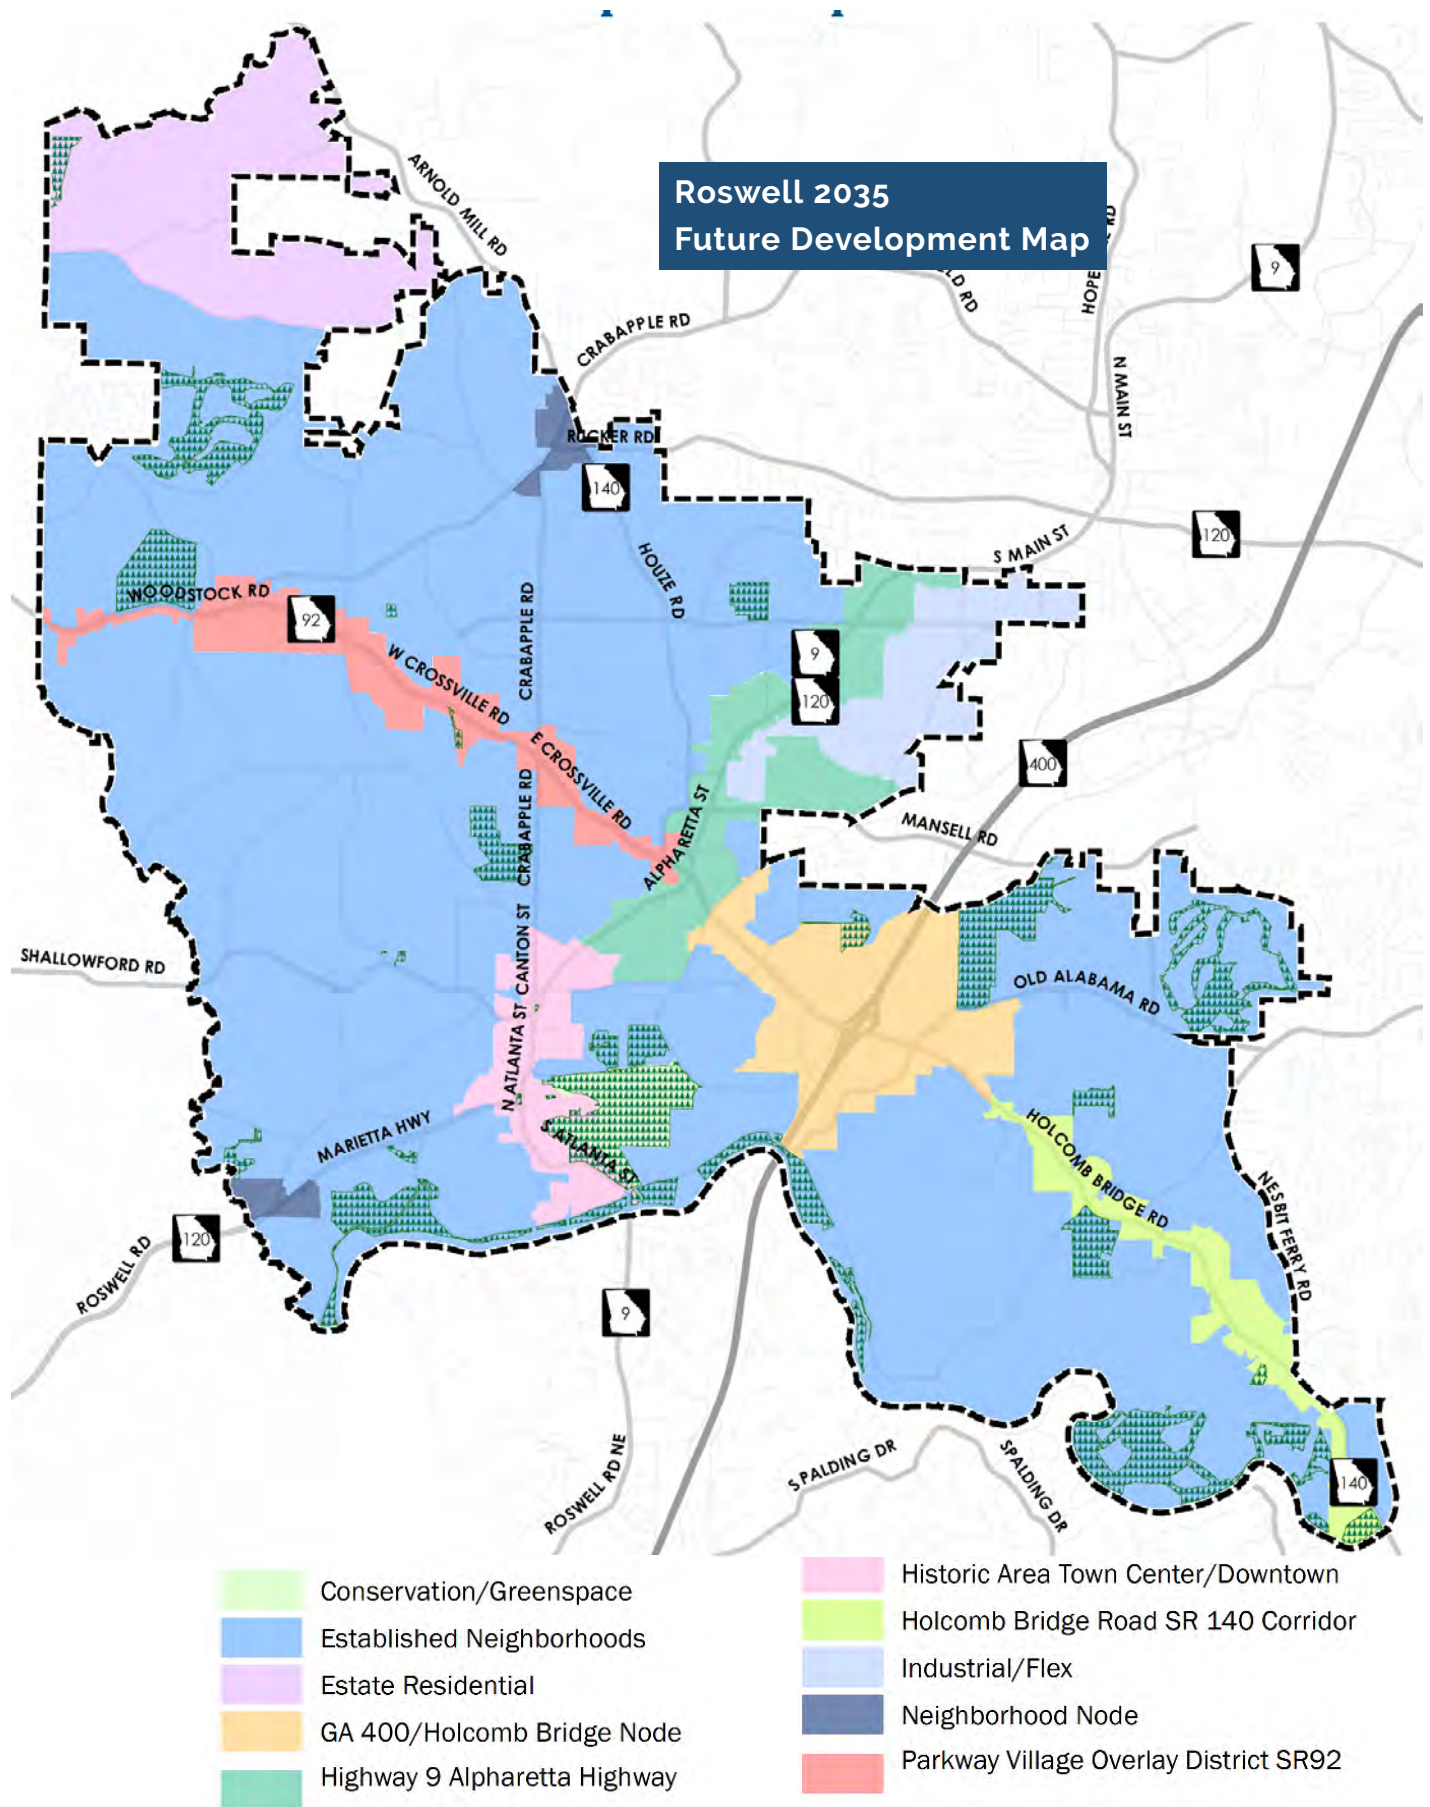 Roswell 2035
Future Development Map
ARNOLD MILL RD
CRABAPPLE RD
RD
HOPE
RD
9
N MAIN ST
RUCKER RD
140
120
S MAIN ST
HOUZE RD
WOODSTOCK RD
92
CRABAPPLE RD
9
120
W CROSSVILLE RD
E CROSSVILLE RD
400
CRABAPPLE RD
ALPHARETTA ST
MANSELL RD
CANTON ST
SHALLOWFORD RD
OLD ALABAMA RD
N ATLANTA ST
MARIETTA HWY
S ATLANTA ST
HOLCOMB BRIDGE RD
NESBIT FERRY RD
120
ROSWELL RD
9
ROSWELL RD NE
S SPALDING DR
SPALDING DR
140
Conservation/Greenspace
Established Neighborhoods
Estate Residential
GA 400/Holcomb Bridge Node
Highway 9 Alpharetta Highway
Historic Area Town Center/Downtown
Holcomb Bridge Road SR 140 Corridor
Industrial/Flex
Neighborhood Node
Parkway Village Overlay District SR92